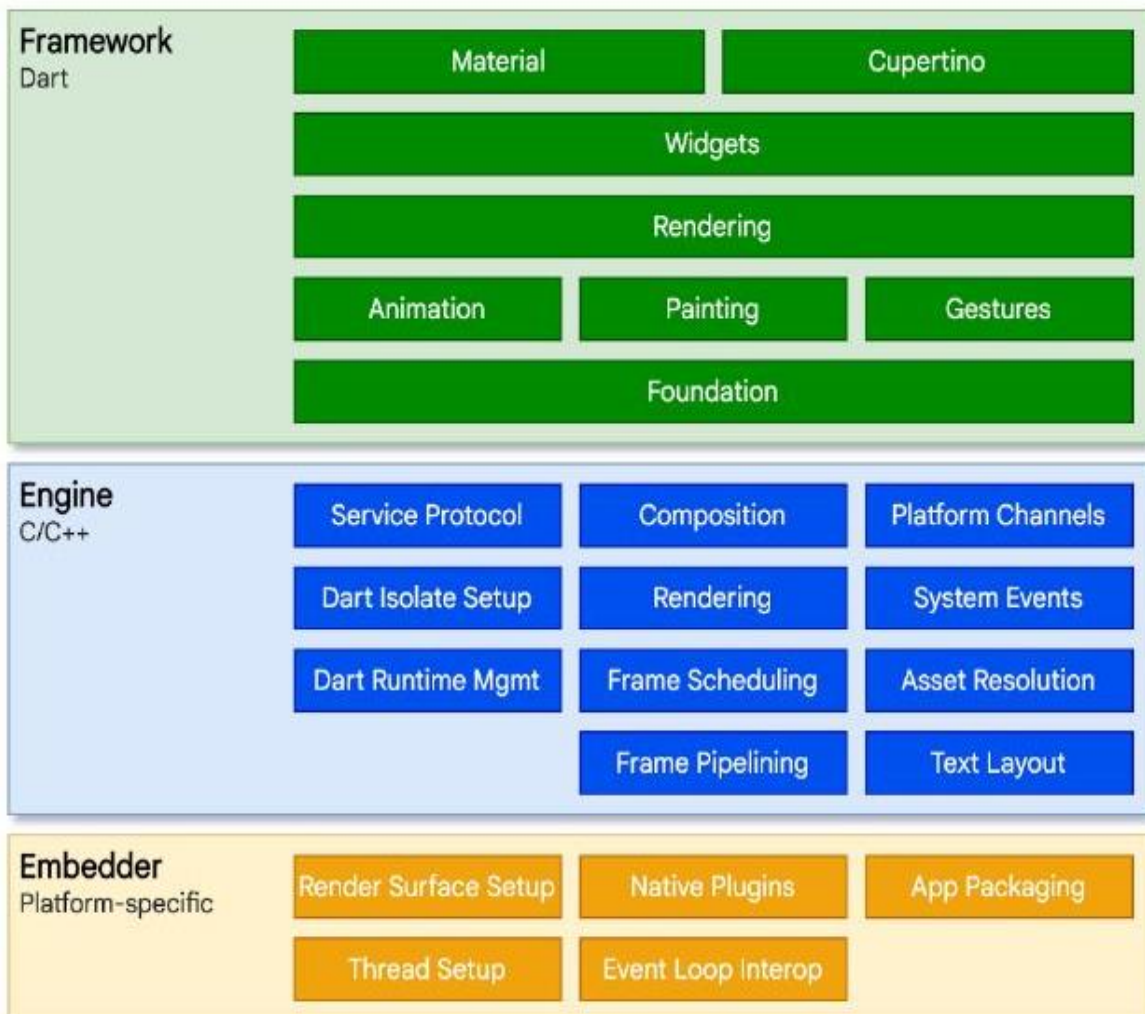 Framework
Dart
Material
Cupertino
Widgets
Rendering
Animation
Painting
Gestures
Foundation
Engine
C/C++
Service Protocol
Composition
Platform Channels
Dart Isolate Setup
Rendering
System Events
Dart Runtime Mgmt
Frame Scheduling
Asset Resolution
Frame Pipelining
Text Layout
Embedder
Platform-specific
Render Surface Setup
Native Plugins
App Packaging
Thread Setup
Event Loop Interop